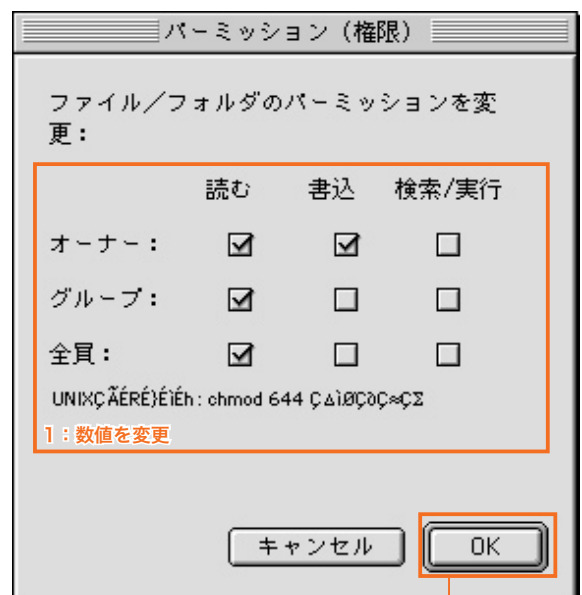 パーミッション（権限）
ファイル／フォルダのパーミッションを変
更：
読む 書込 検索/実行
オーナー：
グループ：
全員：
UNIXÇÃÉRÉ}ÉìÉh : chmod 644 Ç∆ìØÇ∂Ç≈Ç∑
1：数値を変更
キャンセル OK